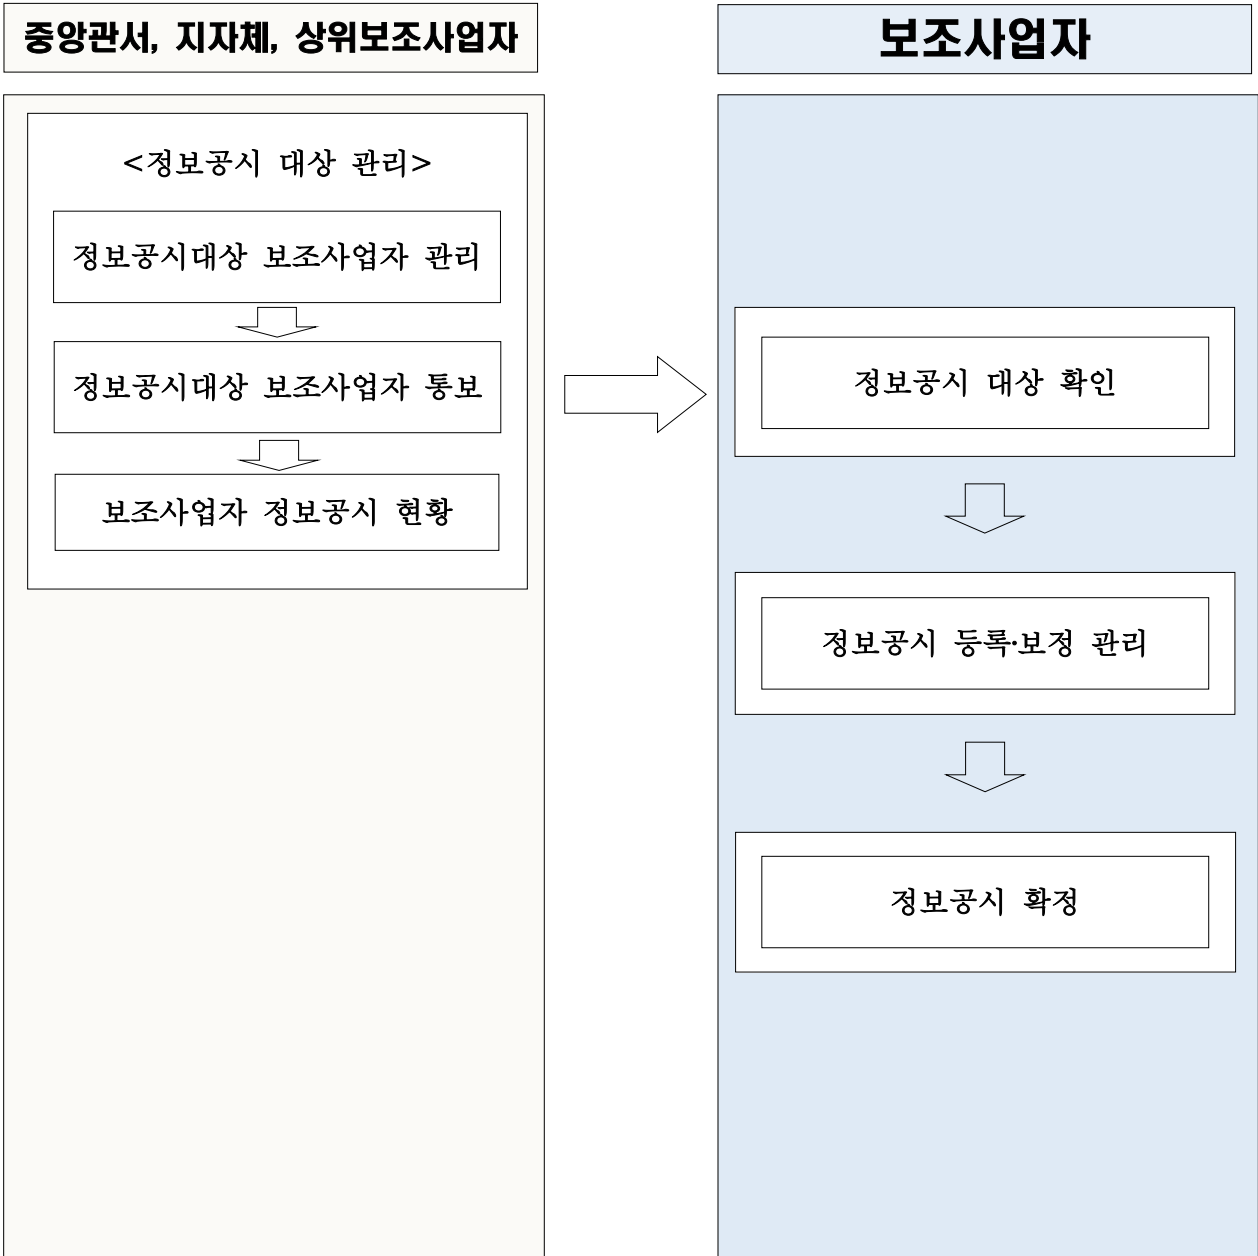 중앙관서, 지자체, 상위보조사업자
<정보공시 대상 관리>
정보공시대상 보조사업자 관리
정보공시대상 보조사업자 통보
보조사업자 정보공시 현황
보조사업자
정보공시 대상 확인
정보공시 등록·보정 관리
정보공시 확정